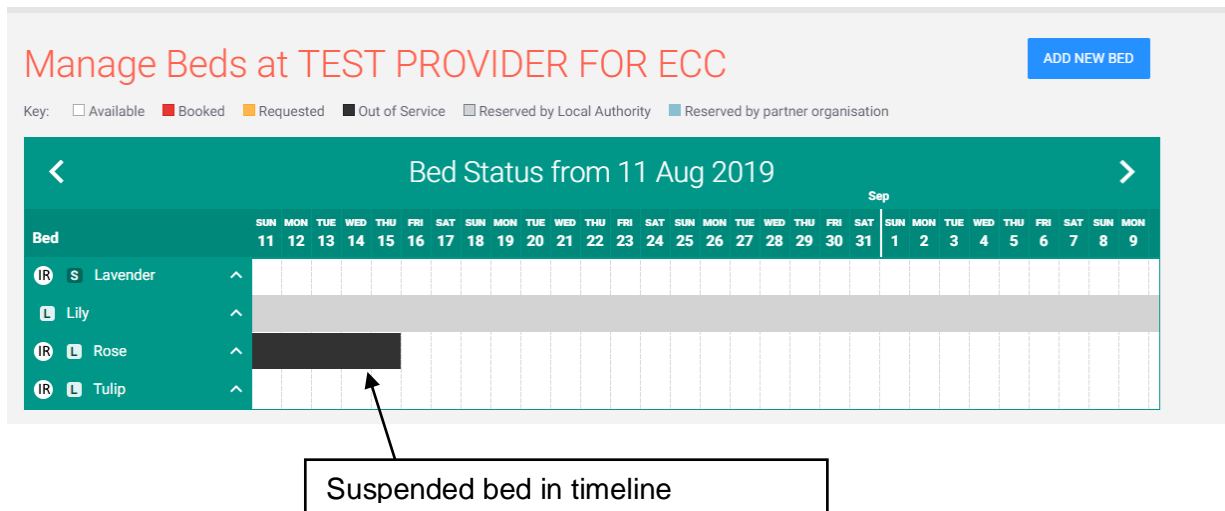 Manage Beds at TEST PROVIDER FOR ECC
ADD NEW BED
Key: Available Booked Requested Out of Service Reserved by Local Authority Reserved by partner organisation
Bed Status from 11 Aug 2019
Sep
SUN MON TUE WED THU FRI SAT SUN MON TUE WED THU FRI SAT SUN MON TUE WED THU FRI SAT SUN MON TUE WED THU FRI SAT SUN MON
Bed 11 12 13 14 15 16 17 18 19 20 21 22 23 24 25 26 27 28 29 30 31 1 2 3 4 5 6 7 8 9
IR S Lavender
L Lily
IR L Rose
IR L Tulip
Suspended bed in timeline